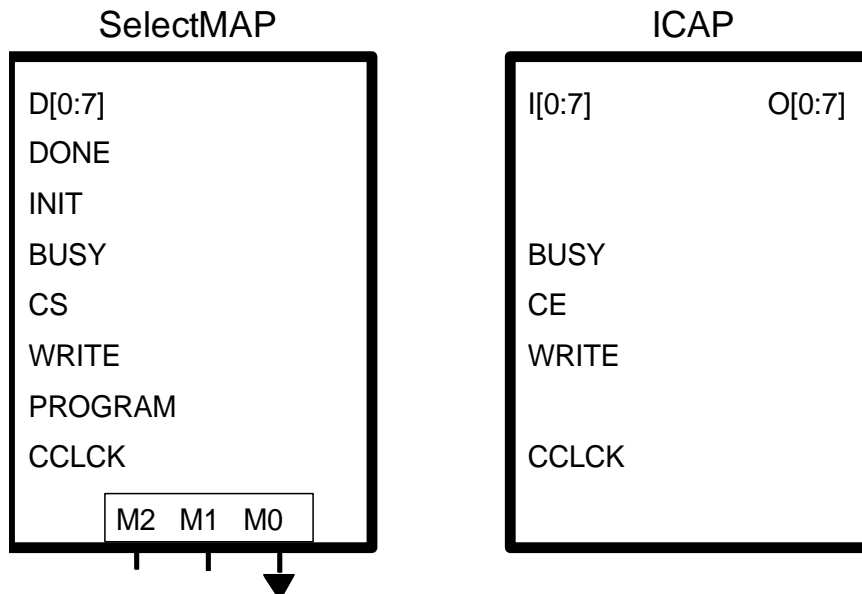 SelectMAP
D[0:7]
DONE
INIT
BUSY
CS
WRITE
PROGRAM
CCLCK
M2 M1 M0
ICAP
I[0:7] O[0:7]
BUSY
CE
WRITE
CCLCK